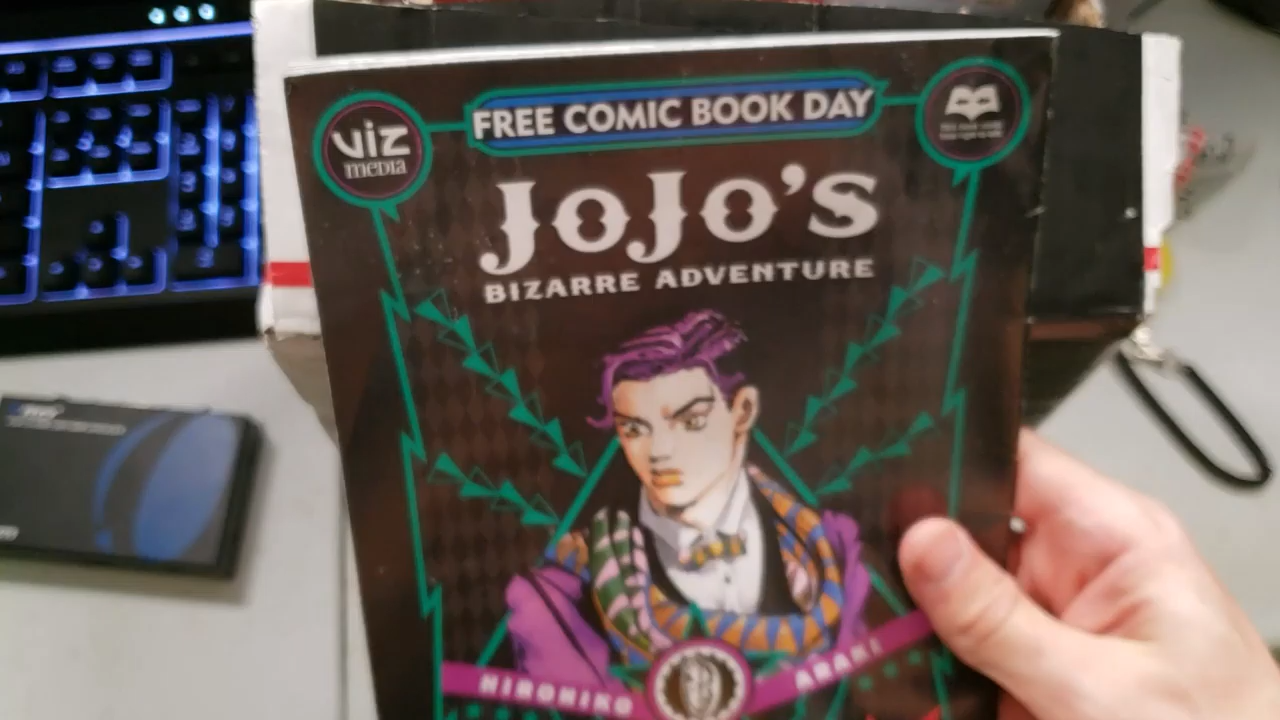 FREE COMIC BOOK DAY
VIZ
MEDIA
JOJO'S
BIZARRE ADVENTURE
HIROHIKO ARAKI